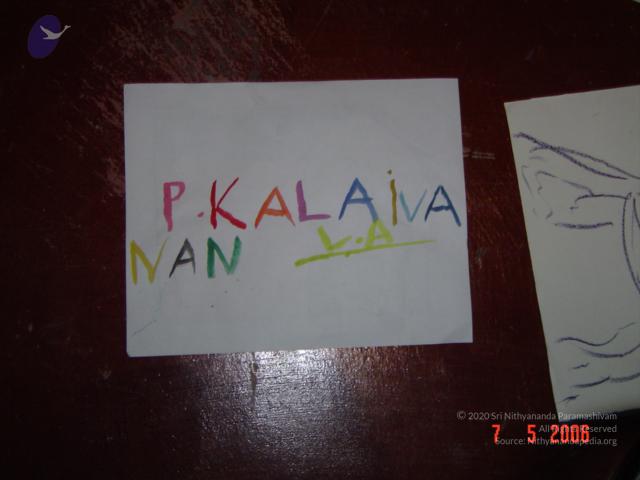 P.KALAiVA
NAN V.A
© 2020 Sri Nithyananda Paramashivam
All Rights Reserved
Source: Nithyanandapedia.org
7 5 2006